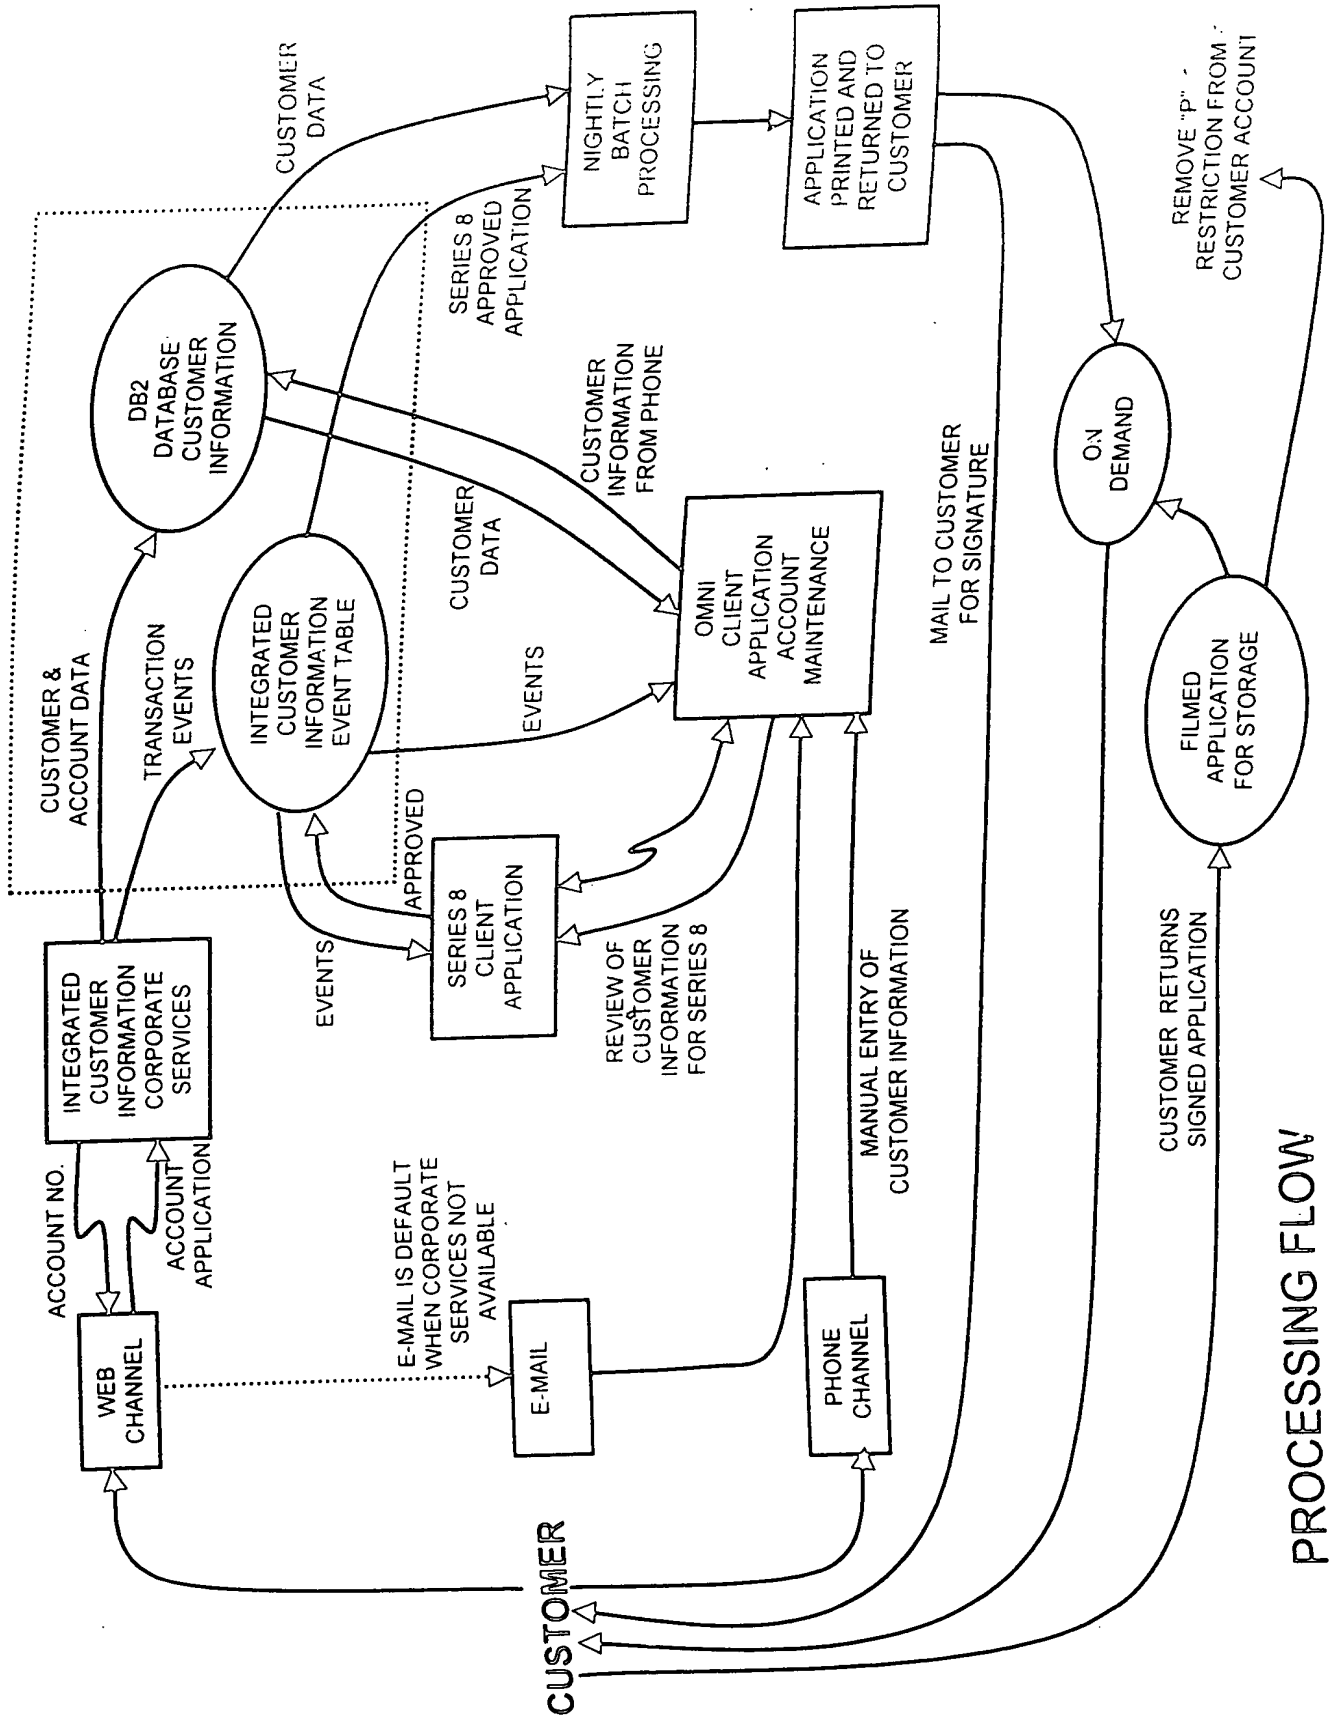 CUSTOMER
WEB
CHANNEL
ACCOUNT NO.
ACCOUNT
APPLICATION
INTEGRATED
CUSTOMER
INFORMATION
CORPORATE
SERVICES
CUSTOMER &
ACCOUNT DATA
TRANSACTION
EVENTS
DB2
DATABASE
CUSTOMER
INFORMATION
CUSTOMER
DATA
INTEGRATED
CUSTOMER
INFORMATION
EVENT TABLE
EVENTS
APPROVED
SERIES 8
CLIENT
APPLICATION
E-MAIL IS DEFAULT
WHEN CORPORATE
SERVICES NOT
AVAILABLE
E-MAIL
REVIEW OF
CUSTOMER
INFORMATION
FOR SERIES 8
EVENTS
CUSTOMER
DATA
CUSTOMER
INFORMATION
FROM PHONE
SERIES 8
APPROVED
APPLICATION
NIGHTLY
BATCH
PROCESSING
OMNI
CLIENT
APPLICATION
ACCOUNT
MAINTENANCE
PHONE
CHANNEL
MANUAL ENTRY OF
CUSTOMER INFORMATION
APPLICATION
PRINTED AND
RETURNED TO
CUSTOMER
MAIL TO CUSTOMER
FOR SIGNATURE
ON
DEMAND
CUSTOMER RETURNS
SIGNED APPLICATION
FILMED
APPLICATION
FOR STORAGE
REMOVE "P"
RESTRICTION FROM
CUSTOMER ACCOUNT
PROCESSING FLOW